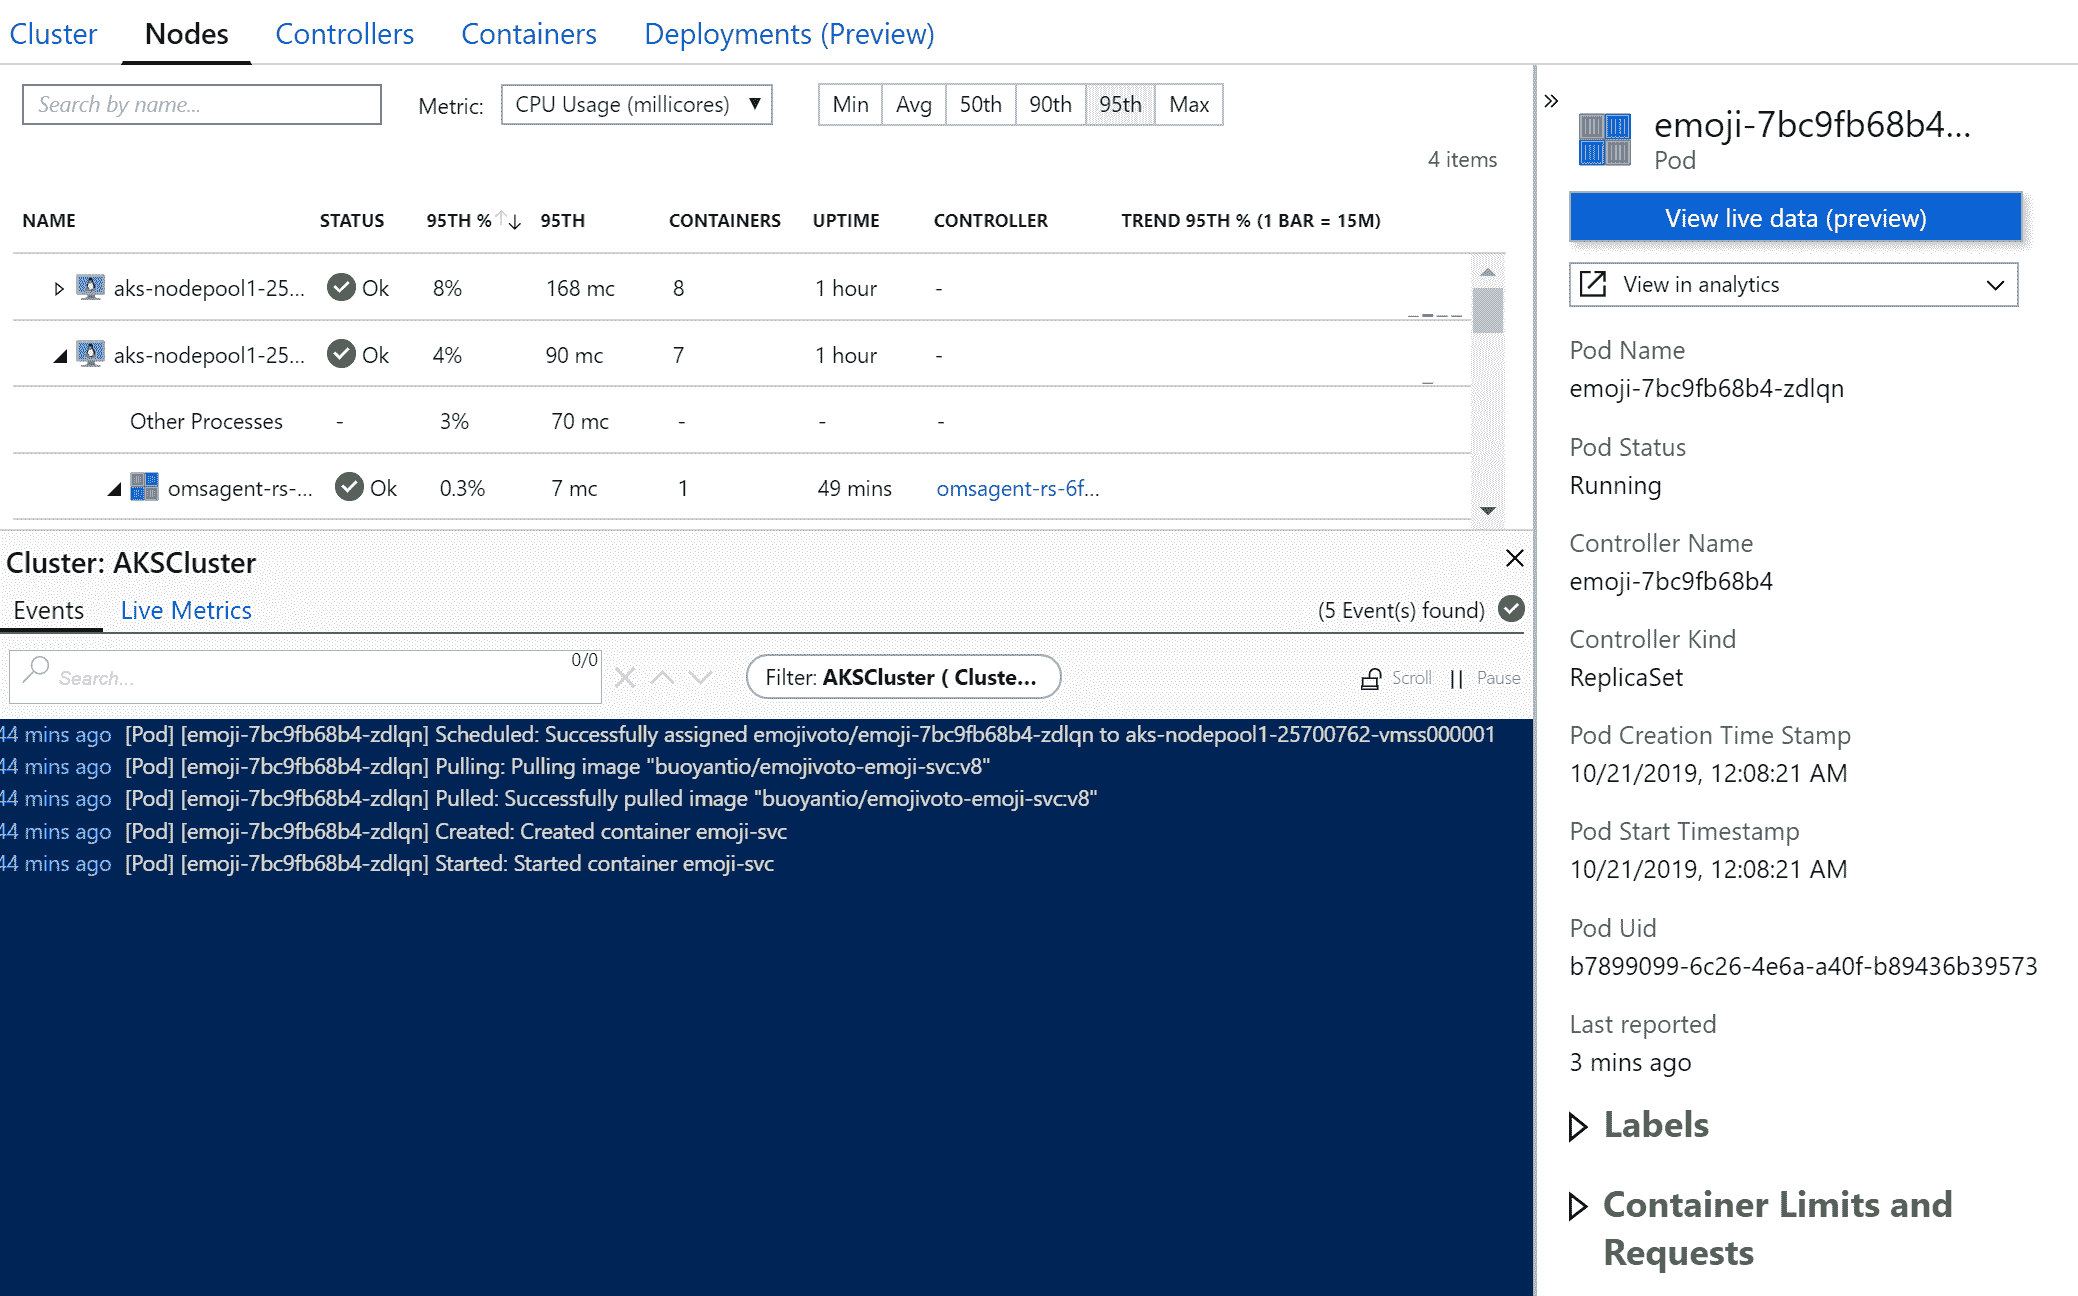 Cluster Nodes Controllers Containers Deployments (Preview)
Search by name... Metric: CPU Usage (millicores) Min Avg 50th 90th 95th Max
4 items
NAME STATUS 95TH % 95TH CONTAINERS UPTIME CONTROLLER TREND 95TH % (1 BAR = 15M)
aks-nodepool1-25... Ok 8% 168 mc 8 1 hour -
aks-nodepool1-25... Ok 4% 90 mc 7 1 hour -
Other Processes - 3% 70 mc - - -
omsagent-rs-... Ok 0.3% 7 mc 1 49 mins omsagent-rs-6f...
Cluster: AKSCluster
Events Live Metrics (5 Event(s) found)
Search... 0/0 Filter: AKSCluster ( Cluste... Scroll Pause
44 mins ago [Pod] [emoji-7bc9fb68b4-zdlqn] Scheduled: Successfully assigned emojivoto/emoji-7bc9fb68b4-zdlqn to aks-nodepool1-25700762-vmss000001
44 mins ago [Pod] [emoji-7bc9fb68b4-zdlqn] Pulling: Pulling image "buoyantio/emojivoto-emoji-svc:v8"
44 mins ago [Pod] [emoji-7bc9fb68b4-zdlqn] Pulled: Successfully pulled image "buoyantio/emojivoto-emoji-svc:v8"
44 mins ago [Pod] [emoji-7bc9fb68b4-zdlqn] Created: Created container emoji-svc
44 mins ago [Pod] [emoji-7bc9fb68b4-zdlqn] Started: Started container emoji-svc
emoji-7bc9fb68b4...
Pod
View live data (preview)
View in analytics
Pod Name
emoji-7bc9fb68b4-zdlqn
Pod Status
Running
Controller Name
emoji-7bc9fb68b4
Controller Kind
ReplicaSet
Pod Creation Time Stamp
10/21/2019, 12:08:21 AM
Pod Start Timestamp
10/21/2019, 12:08:21 AM
Pod Uid
b7899099-6c26-4e6a-a40f-b89436b39573
Last reported
3 mins ago
Labels
Container Limits and
Requests